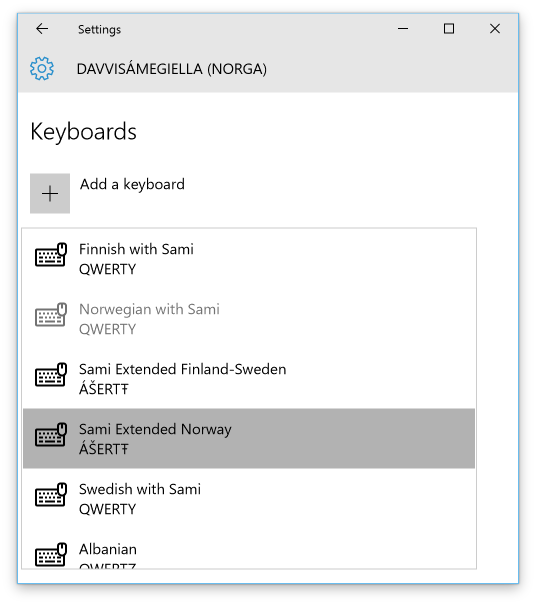 Settings
DAVVISÁMEGIELLA (NORGA)
Keyboards
Add a keyboard
Finnish with Sami
QWERTY
Norwegian with Sami
QWERTY
Sami Extended Finland-Sweden
ÁŠERTŦ
Sami Extended Norway
ÁŠERTŦ
Swedish with Sami
QWERTY
Albanian
QWERTZ